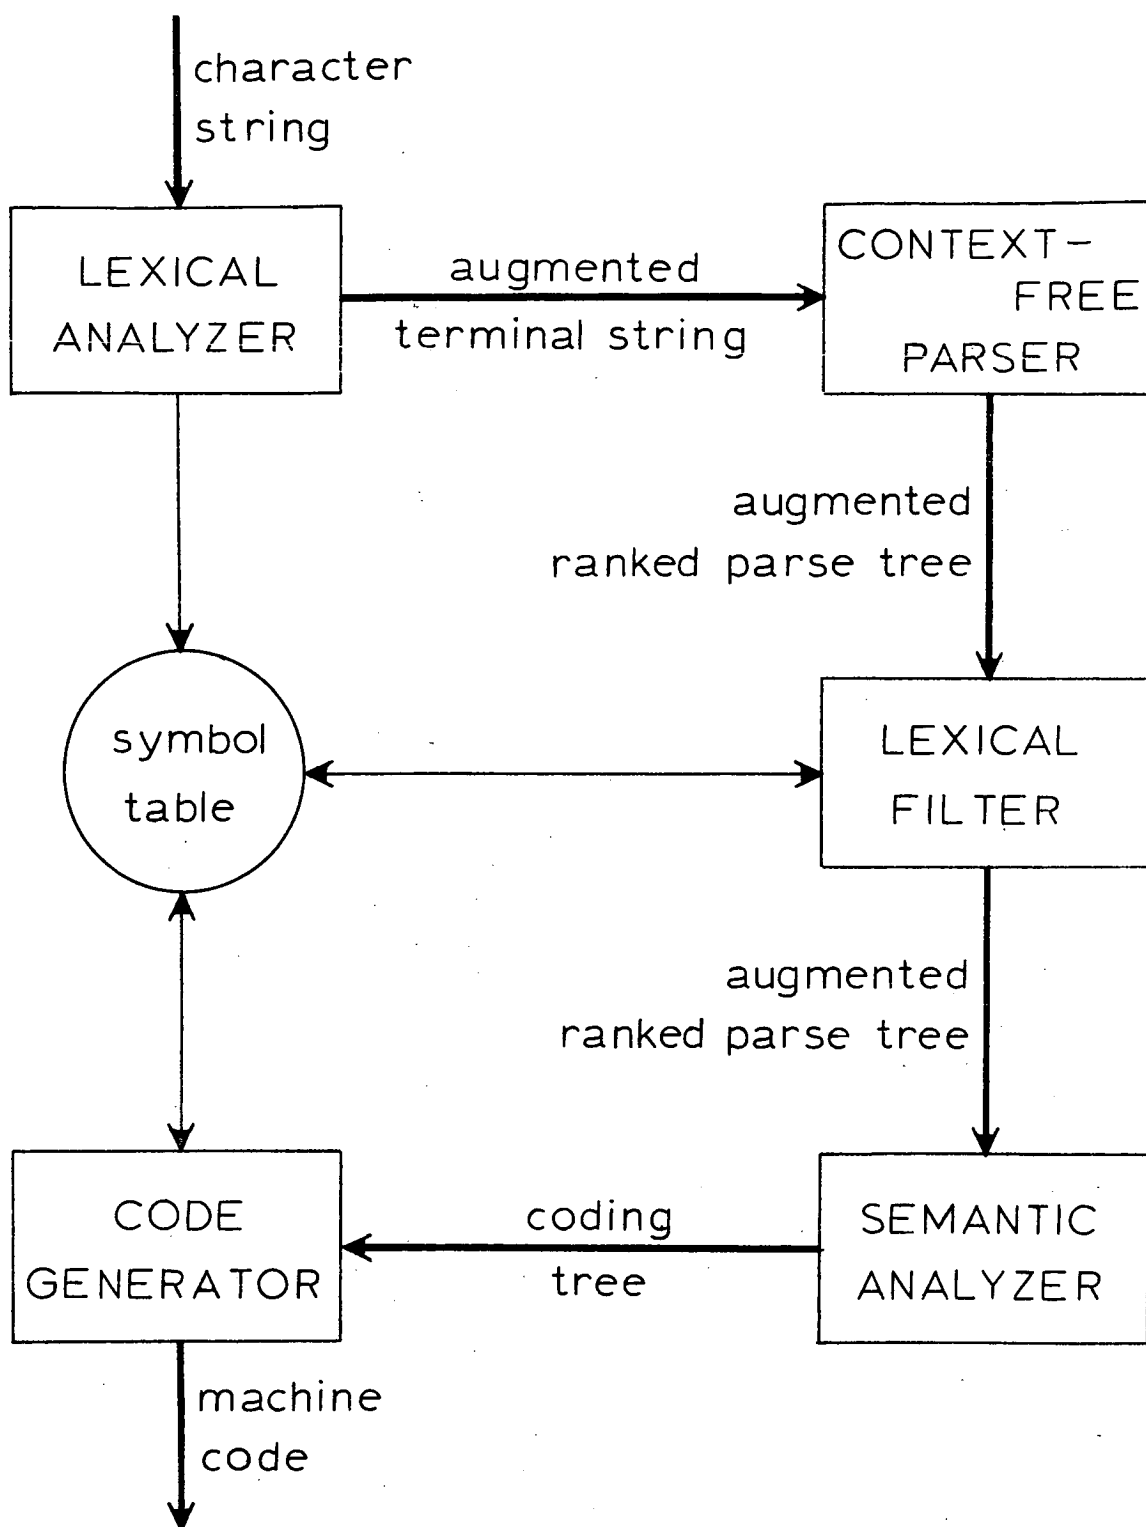 character
string
LEXICAL
ANALYZER
augmented
terminal string
CONTEXT-
FREE
PARSER
augmented
ranked parse tree
symbol
table
LEXICAL
FILTER
augmented
ranked parse tree
CODE
GENERATOR
coding
tree
SEMANTIC
ANALYZER
machine
code